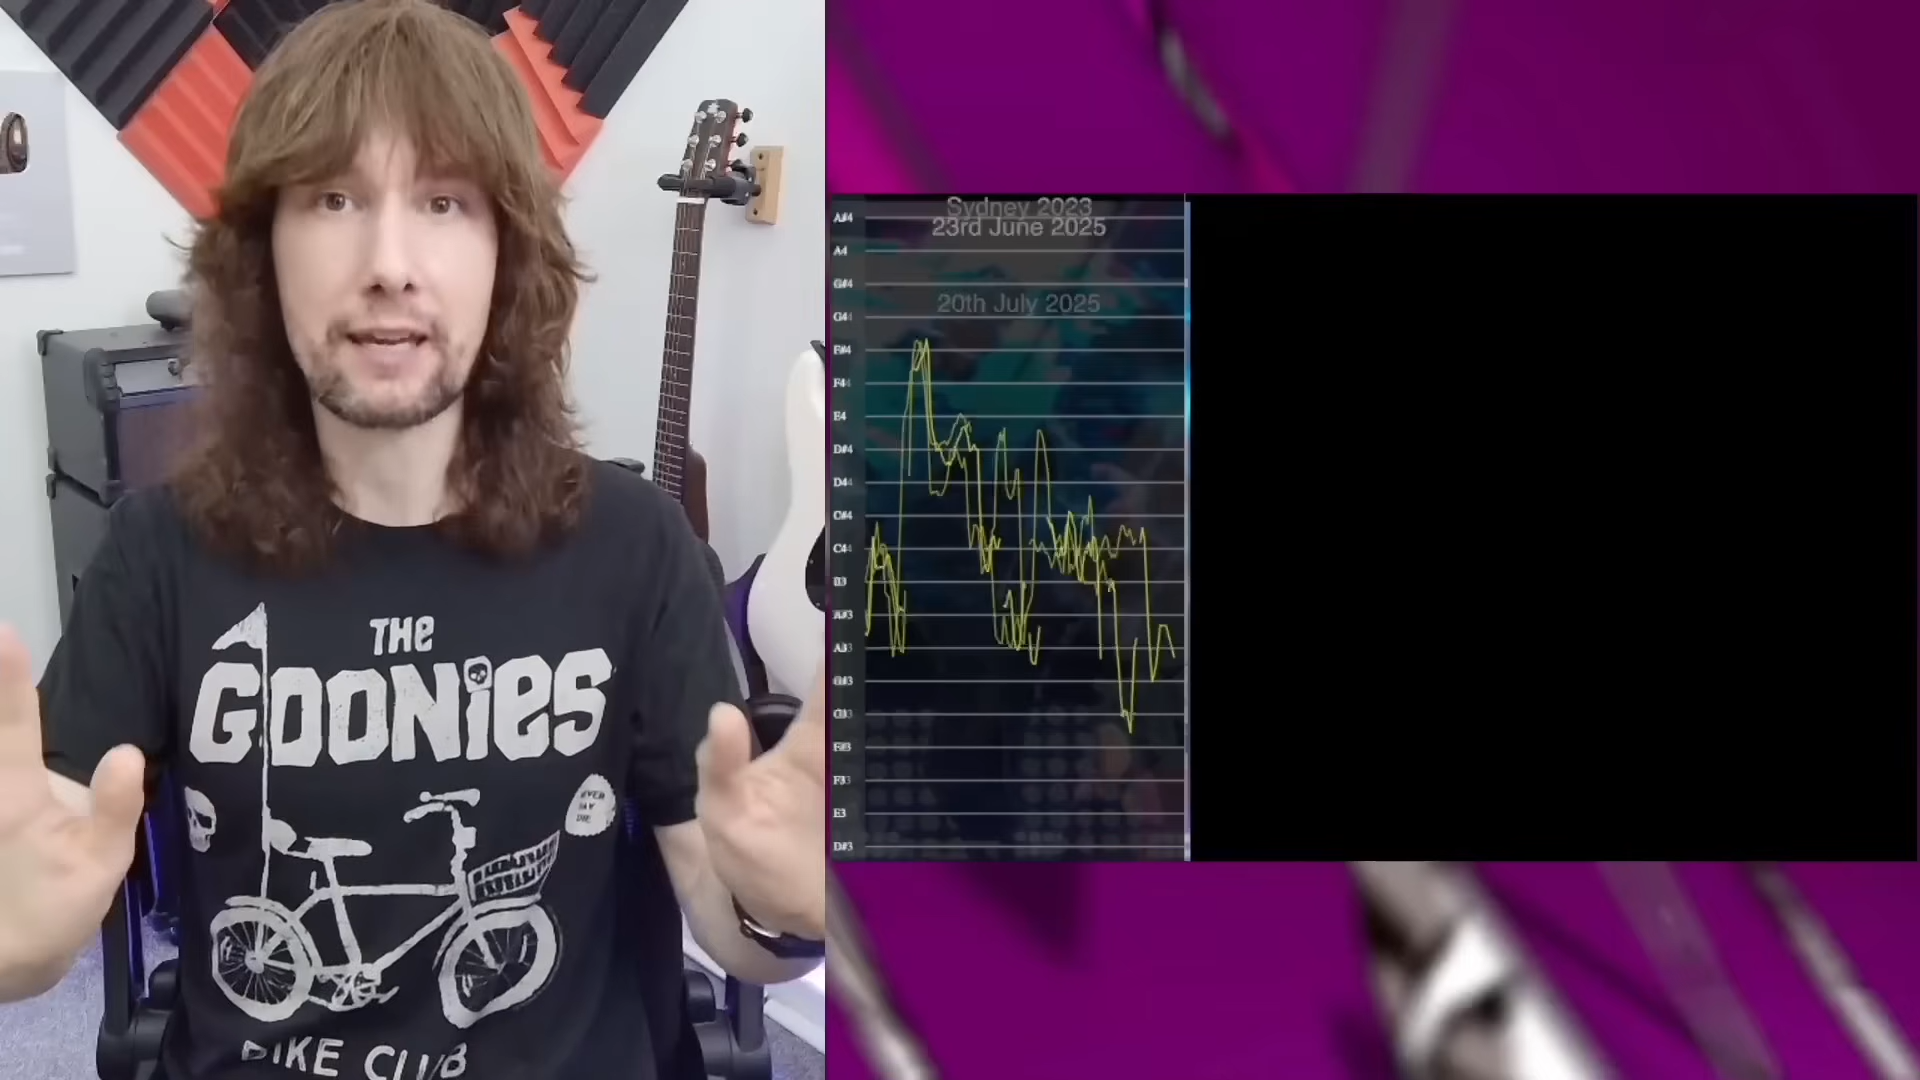 THE
GOONIES
EVER
SAY
DIE
BIKE CLUB
Sydney 2023
23rd June 2025
20th July 2025
A#4
A4
G#4
G4
F#4
F4
E4
D#4
D4
C#4
C4
B3
A#3
A3
G#3
G3
F#3
F3
E3
D#3